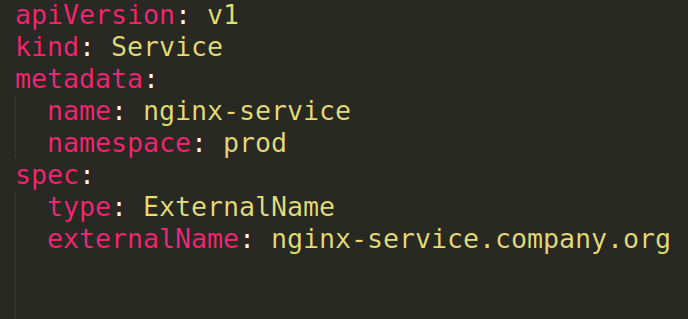 apiVersion: v1
kind: Service
metadata:
  name: nginx-service
  namespace: prod
spec:
  type: ExternalName
  externalName: nginx-service.company.org